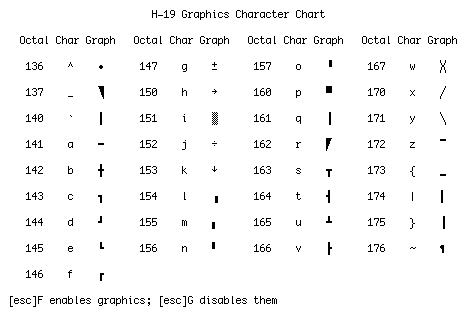 H-19 Graphics Character Chart
Octal Char Graph Octal Char Graph Octal Char Graph Octal Char Graph
136 ^ • 147 g ± 157 o ▝ 167 w ╳
137 _ ◥ 150 h → 160 p ▀ 170 x ╱
140 ` ┃ 151 i ▒ 161 q ┃ 171 y ╲
141 a ━ 152 j ÷ 162 r ◤ 172 z ▔
142 b ╋ 153 k ↓ 163 s ┳ 173 { ▁
143 c ┓ 154 l ▗ 164 t ┫ 174 | ▏
144 d ┛ 155 m ▖ 165 u ┻ 175 } ▕
145 e ┗ 156 n ▘ 166 v ┣ 176 ~ ¶
146 f ┏
[esc]F enables graphics; [esc]G disables them